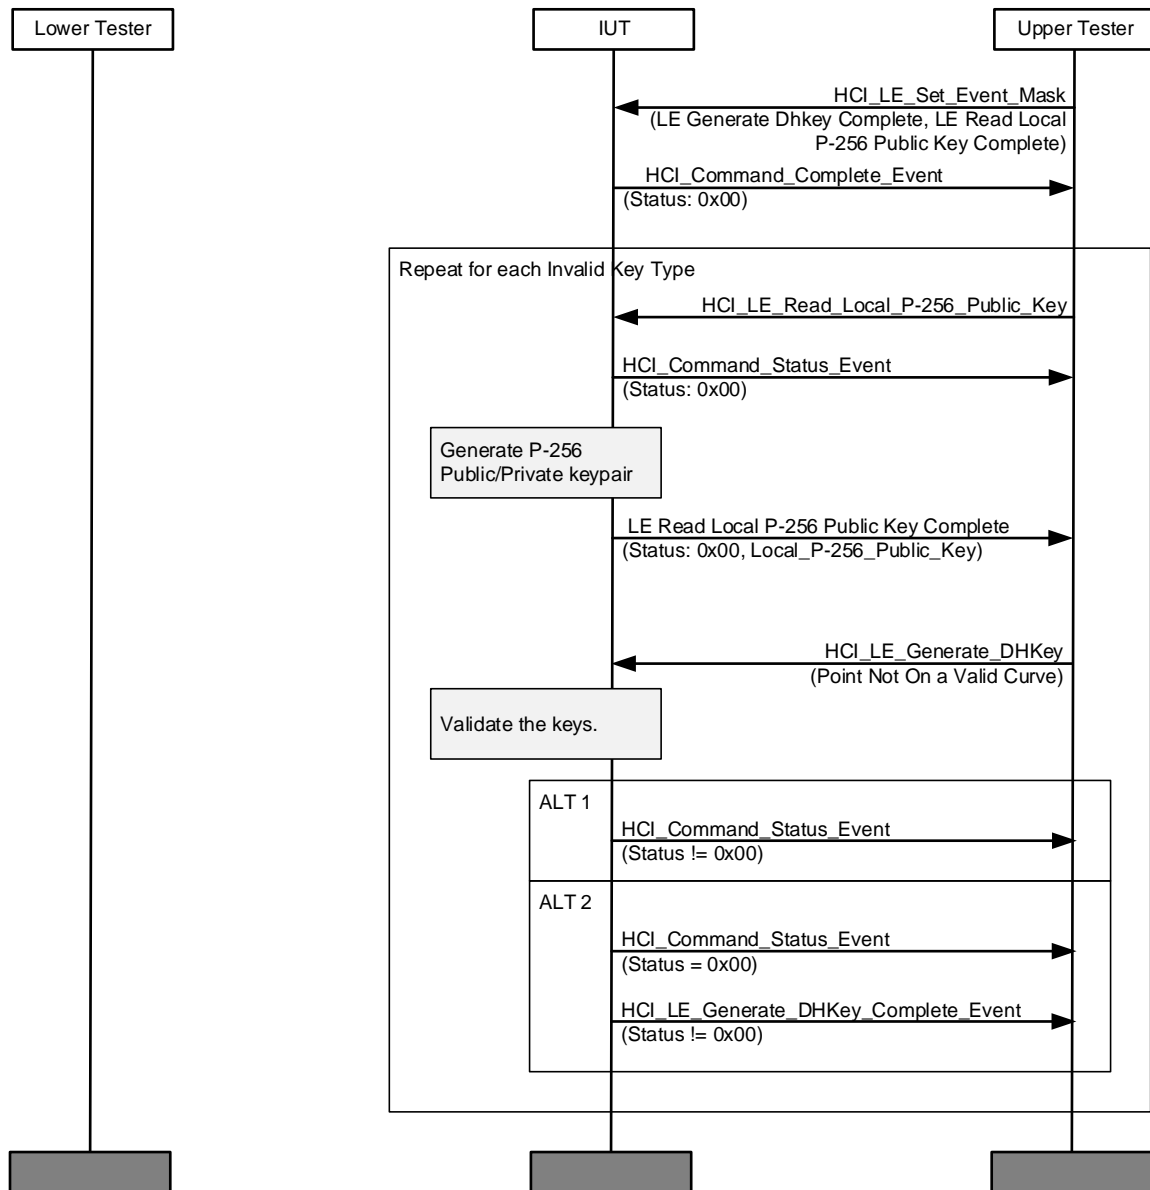 Lower Tester
IUT
Upper Tester
HCI_LE_Set_Event_Mask
(LE Generate Dhkey Complete, LE Read Local
P-256 Public Key Complete)
HCI_Command_Complete_Event
(Status: 0x00)
Repeat for each Invalid Key Type
HCI_LE_Read_Local_P-256_Public_Key
HCI_Command_Status_Event
(Status: 0x00)
Generate P-256
Public/Private keypair
LE Read Local P-256 Public Key Complete
(Status: 0x00, Local_P-256_Public_Key)
HCI_LE_Generate_DHKey
(Point Not On a Valid Curve)
Validate the keys.
ALT 1
HCI_Command_Status_Event
(Status != 0x00)
ALT 2
HCI_Command_Status_Event
(Status = 0x00)
HCI_LE_Generate_DHKey_Complete_Event
(Status != 0x00)